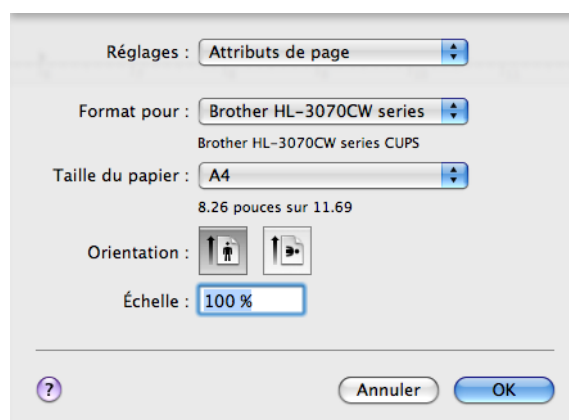 Réglages : Attributs de page
Format pour : Brother HL-3070CW series
Brother HL-3070CW series CUPS
Taille du papier : A4
8.26 pouces sur 11.69
Orientation :
Échelle : 100 %
? Annuler OK